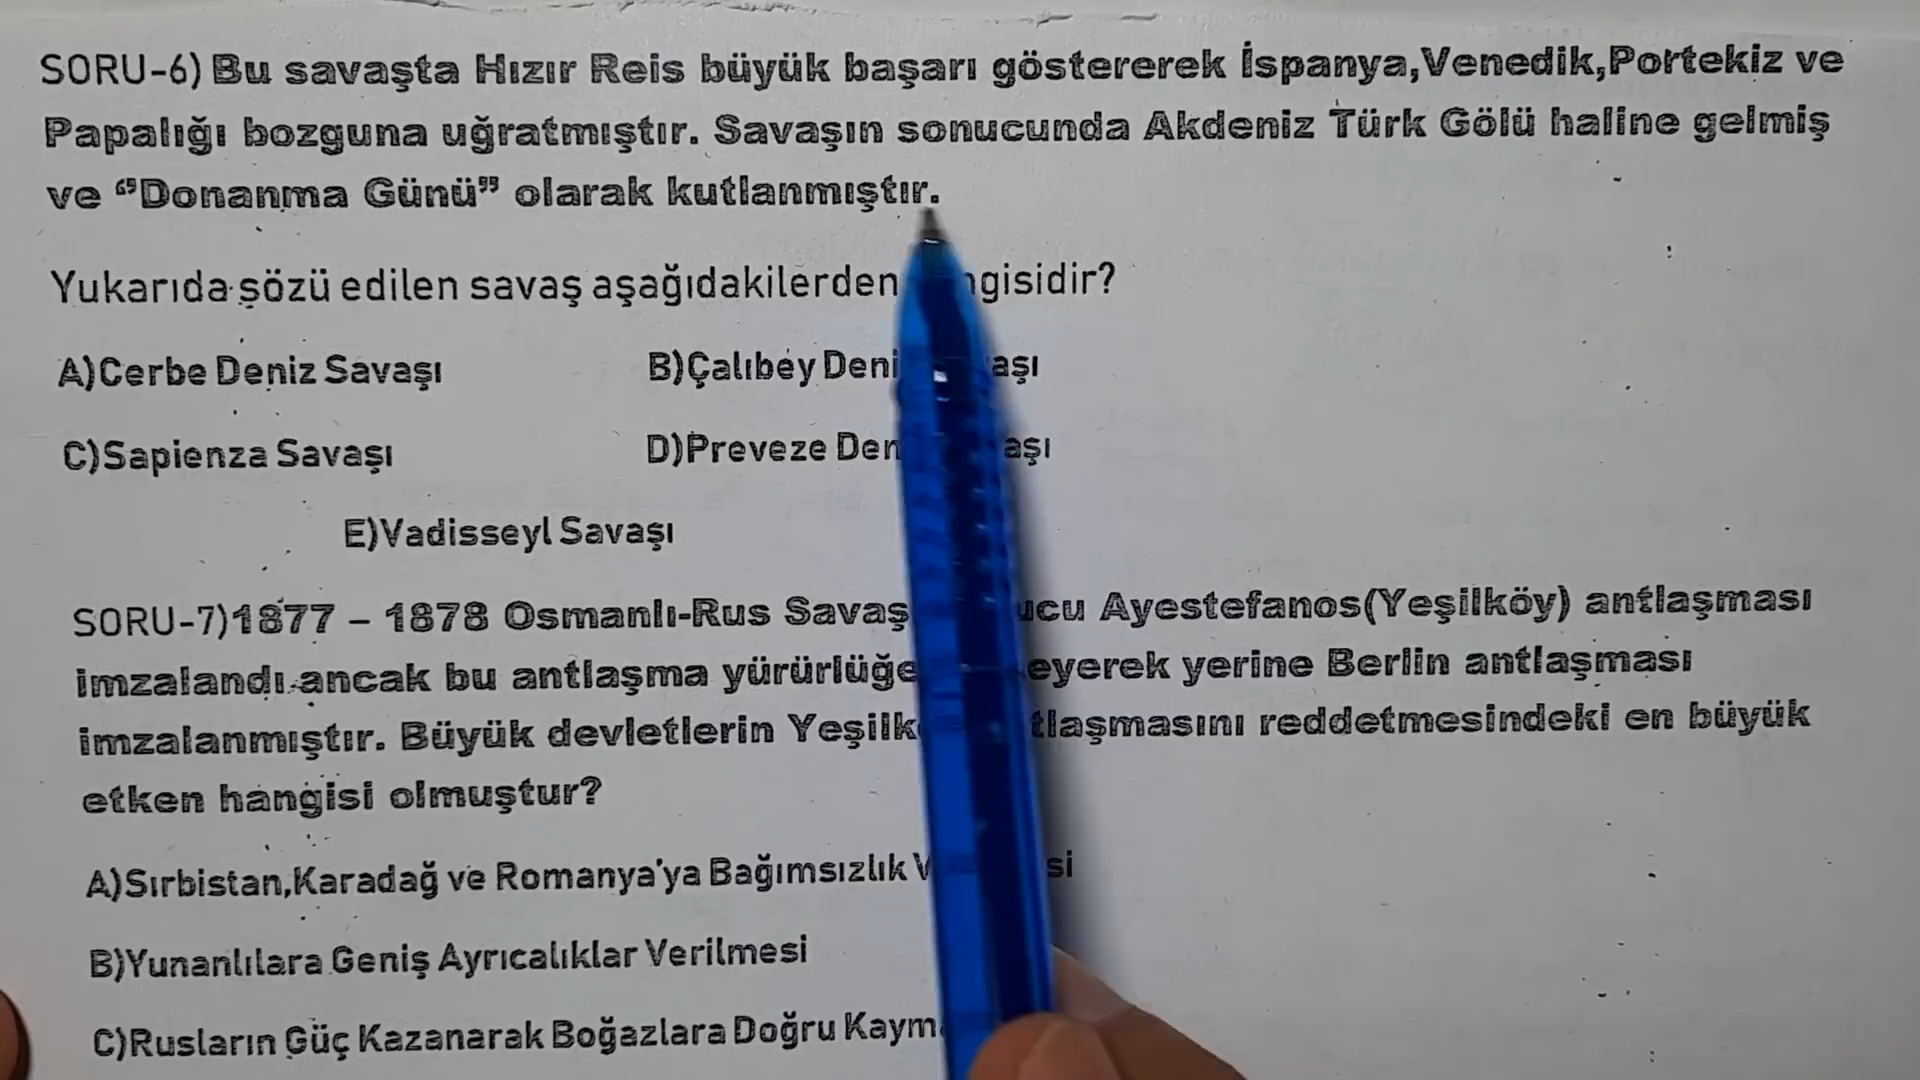 SORU-6) Bu savaşta Hızır Reis büyük başarı göstererek İspanya,Venedik,Portekiz ve
Papalığı bozguna uğratmıştır. Savaşın sonucunda Akdeniz Türk Gölü haline gelmiş
ve “Donanma Günü” olarak kutlanmıştır.
Yukarıda sözü edilen savaş aşağıdakilerden
A)Cerbe Deniz Savaşı B)Çalıbey
C)Sapienza Savaşı D)Preveze
E)Vadisseyl Savaşı
SORU-7)1877 – 1878 Osmanlı-Rus Ayestefanos(Yeşilköy) antlaşması
imzalandı ancak bu antlaşma yerine Berlin antlaşması
imzalanmıştır. Büyük devletlerin reddetmesindeki en büyük
etken hangisi olmuştur?
A)Sırbistan,Karadağ ve Romanya'ya Bağımsızlık
B)Yunanlılara Geniş Ayrıcalıklar Verilmesi
C)Rusların Güç Kazanarak Boğazlara Doğru